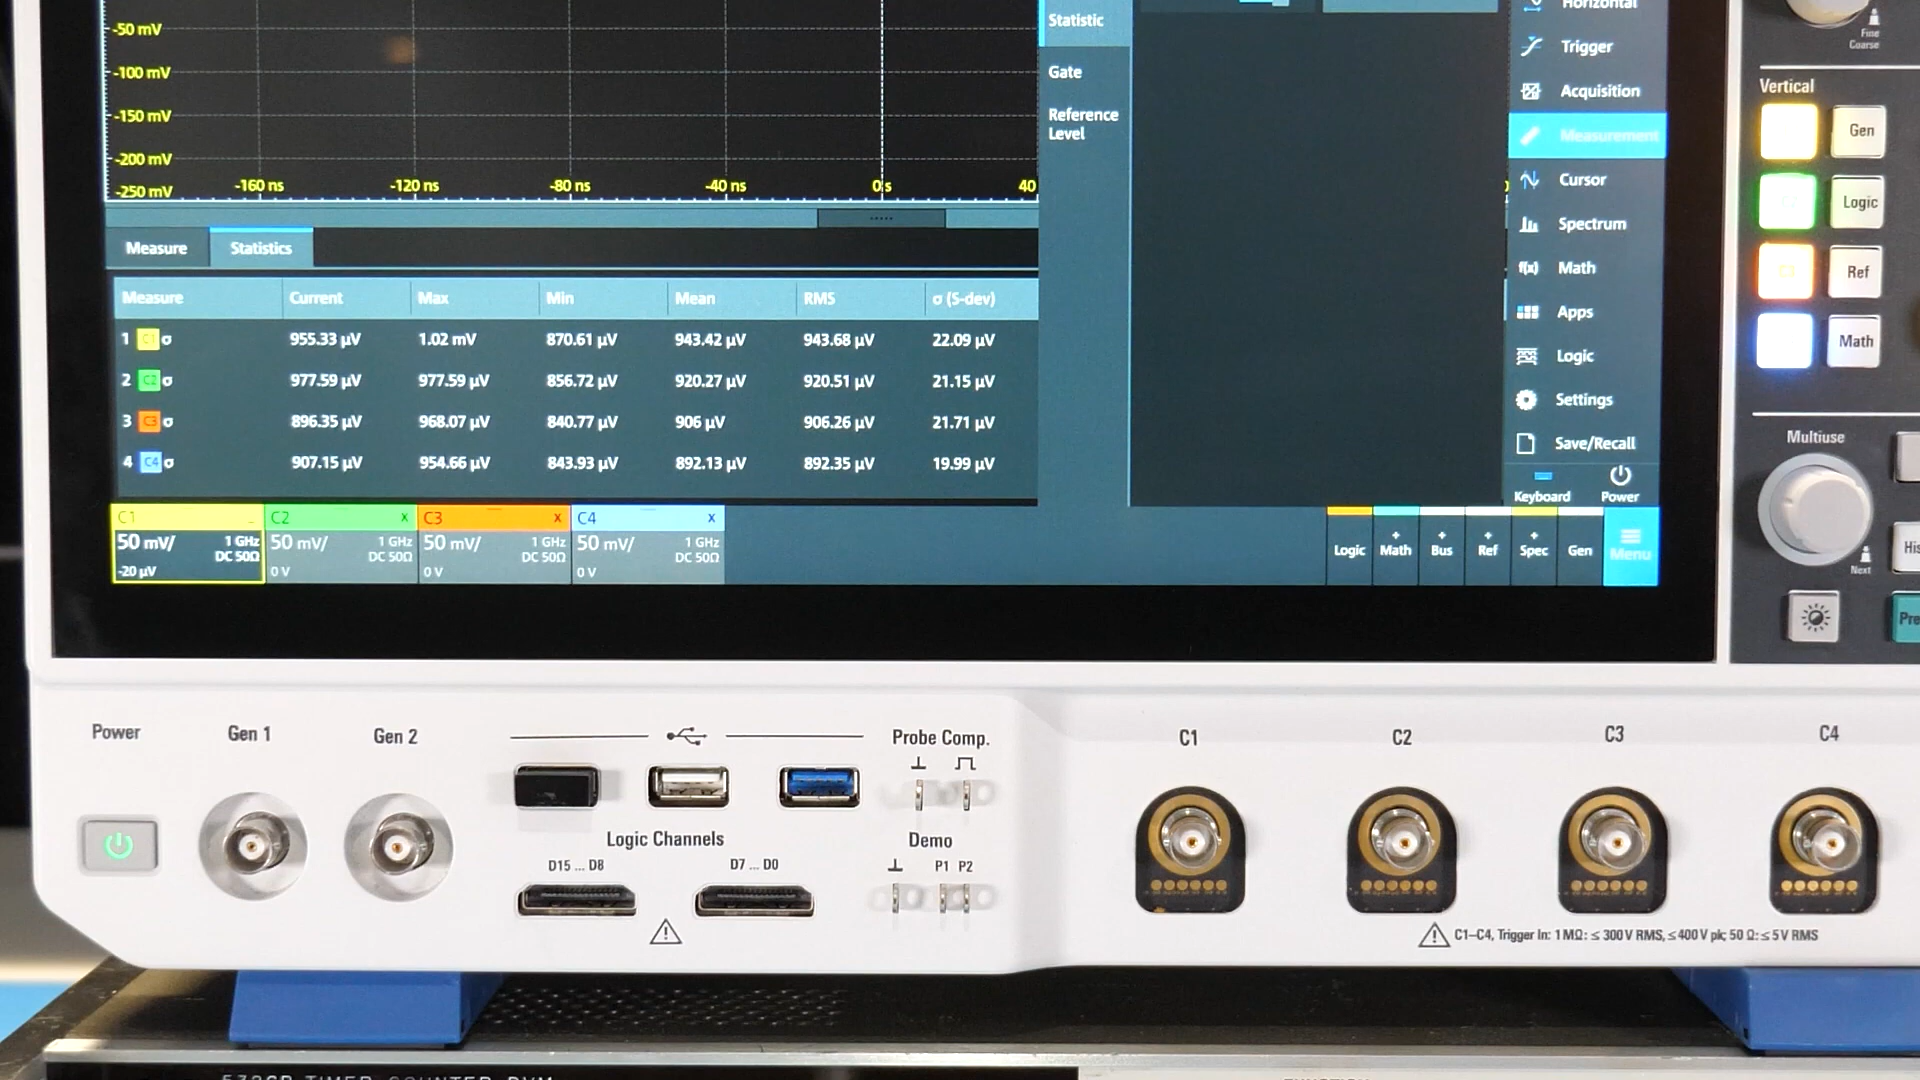 -50 mV
-100 mV
-150 mV
-200 mV
-250 mV
-160 ns -120 ns -80 ns -40 ns 0 s 40
Statistic
Gate
Reference
Level
Horizontal
Trigger
Acquisition
Measurement
Cursor
Spectrum
Math
Apps
Logic
Settings
Save/Recall
Keyboard Power
Measure Statistics
Measure Current Max Min Mean RMS σ (S-dev)
1 C1 σ 955.33 µV 1.02 mV 870.61 µV 943.42 µV 943.68 µV 22.09 µV
2 C2 σ 977.59 µV 977.59 µV 856.72 µV 920.27 µV 920.51 µV 21.15 µV
3 C3 σ 896.35 µV 968.07 µV 840.77 µV 906 µV 906.26 µV 21.71 µV
4 C4 σ 907.15 µV 954.66 µV 843.93 µV 892.13 µV 892.35 µV 19.99 µV
C1 C2 X C3 X C4 X
50 mV/ 1 GHz 50 mV/ 1 GHz 50 mV/ 1 GHz 50 mV/ 1 GHz
DC 50Ω DC 50Ω DC 50Ω DC 50Ω
-20 µV 0 V 0 V 0 V
Logic Math Bus Ref Spec Gen Menu
Fine
Coarse
Vertical
Gen
Logic
Ref
Math
Multiuse
Next
His
Pre
Power Gen 1 Gen 2 Probe Comp. C1 C2 C3 C4
Logic Channels Demo
D15 ... D8 D7 ... D0 P1 P2
C1–C4, Trigger In: 1 MΩ: ≤ 300 V RMS, ≤ 400 V pk; 50 Ω: ≤ 5 V RMS